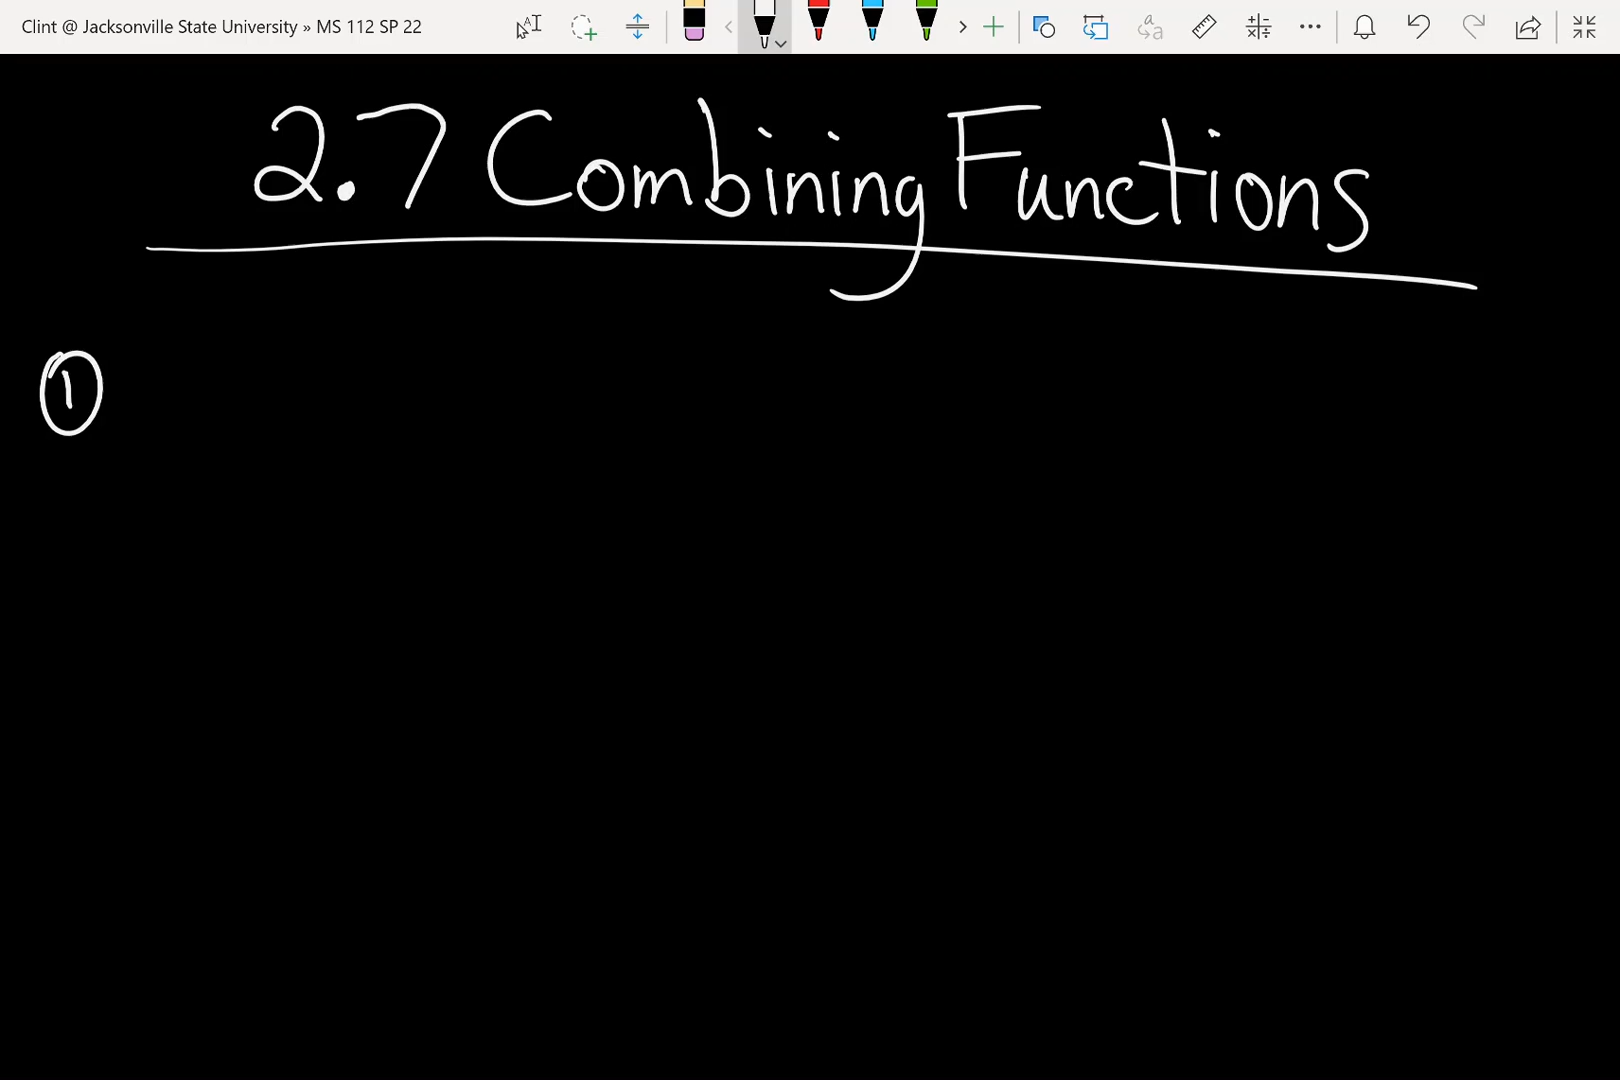 Clint @ Jacksonville State University » MS 112 SP 22
2.7 Combining Functions
①